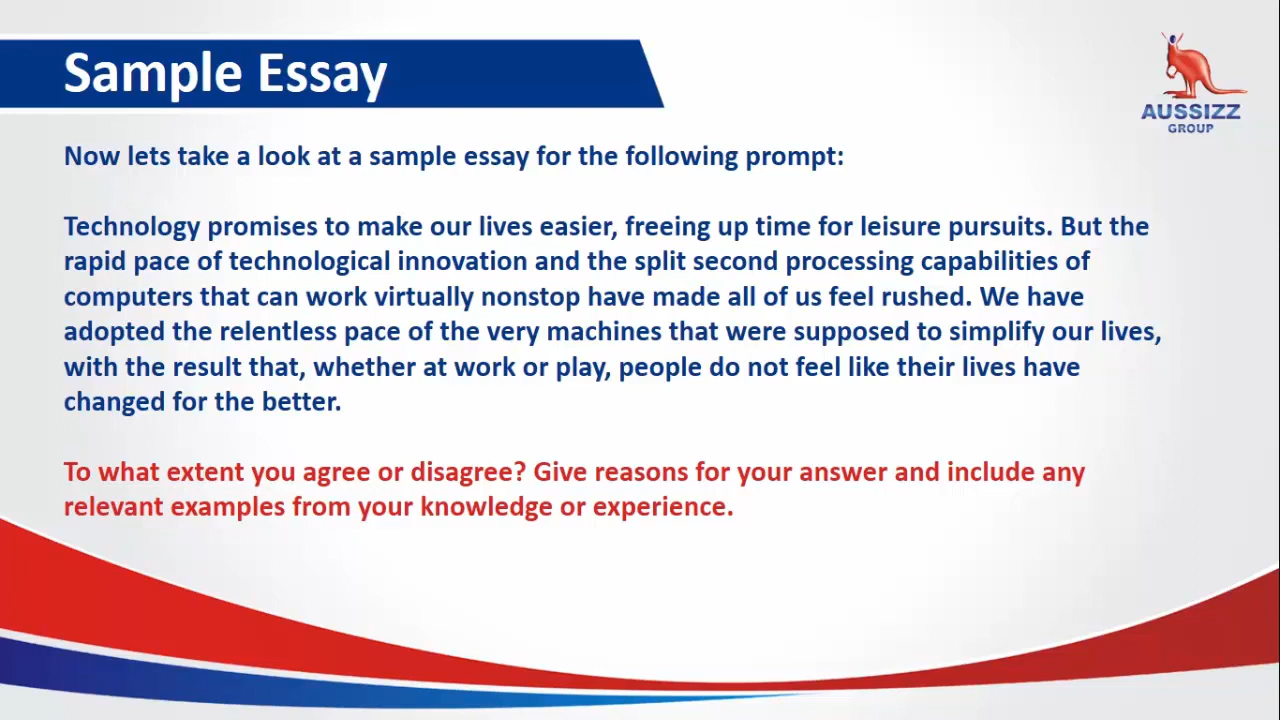 Sample Essay
AUSSIZZ
GROUP
Now lets take a look at a sample essay for the following prompt:
Technology promises to make our lives easier, freeing up time for leisure pursuits. But the
rapid pace of technological innovation and the split second processing capabilities of
computers that can work virtually nonstop have made all of us feel rushed. We have
adopted the relentless pace of the very machines that were supposed to simplify our lives,
with the result that, whether at work or play, people do not feel like their lives have
changed for the better.
To what extent you agree or disagree? Give reasons for your answer and include any
relevant examples from your knowledge or experience.